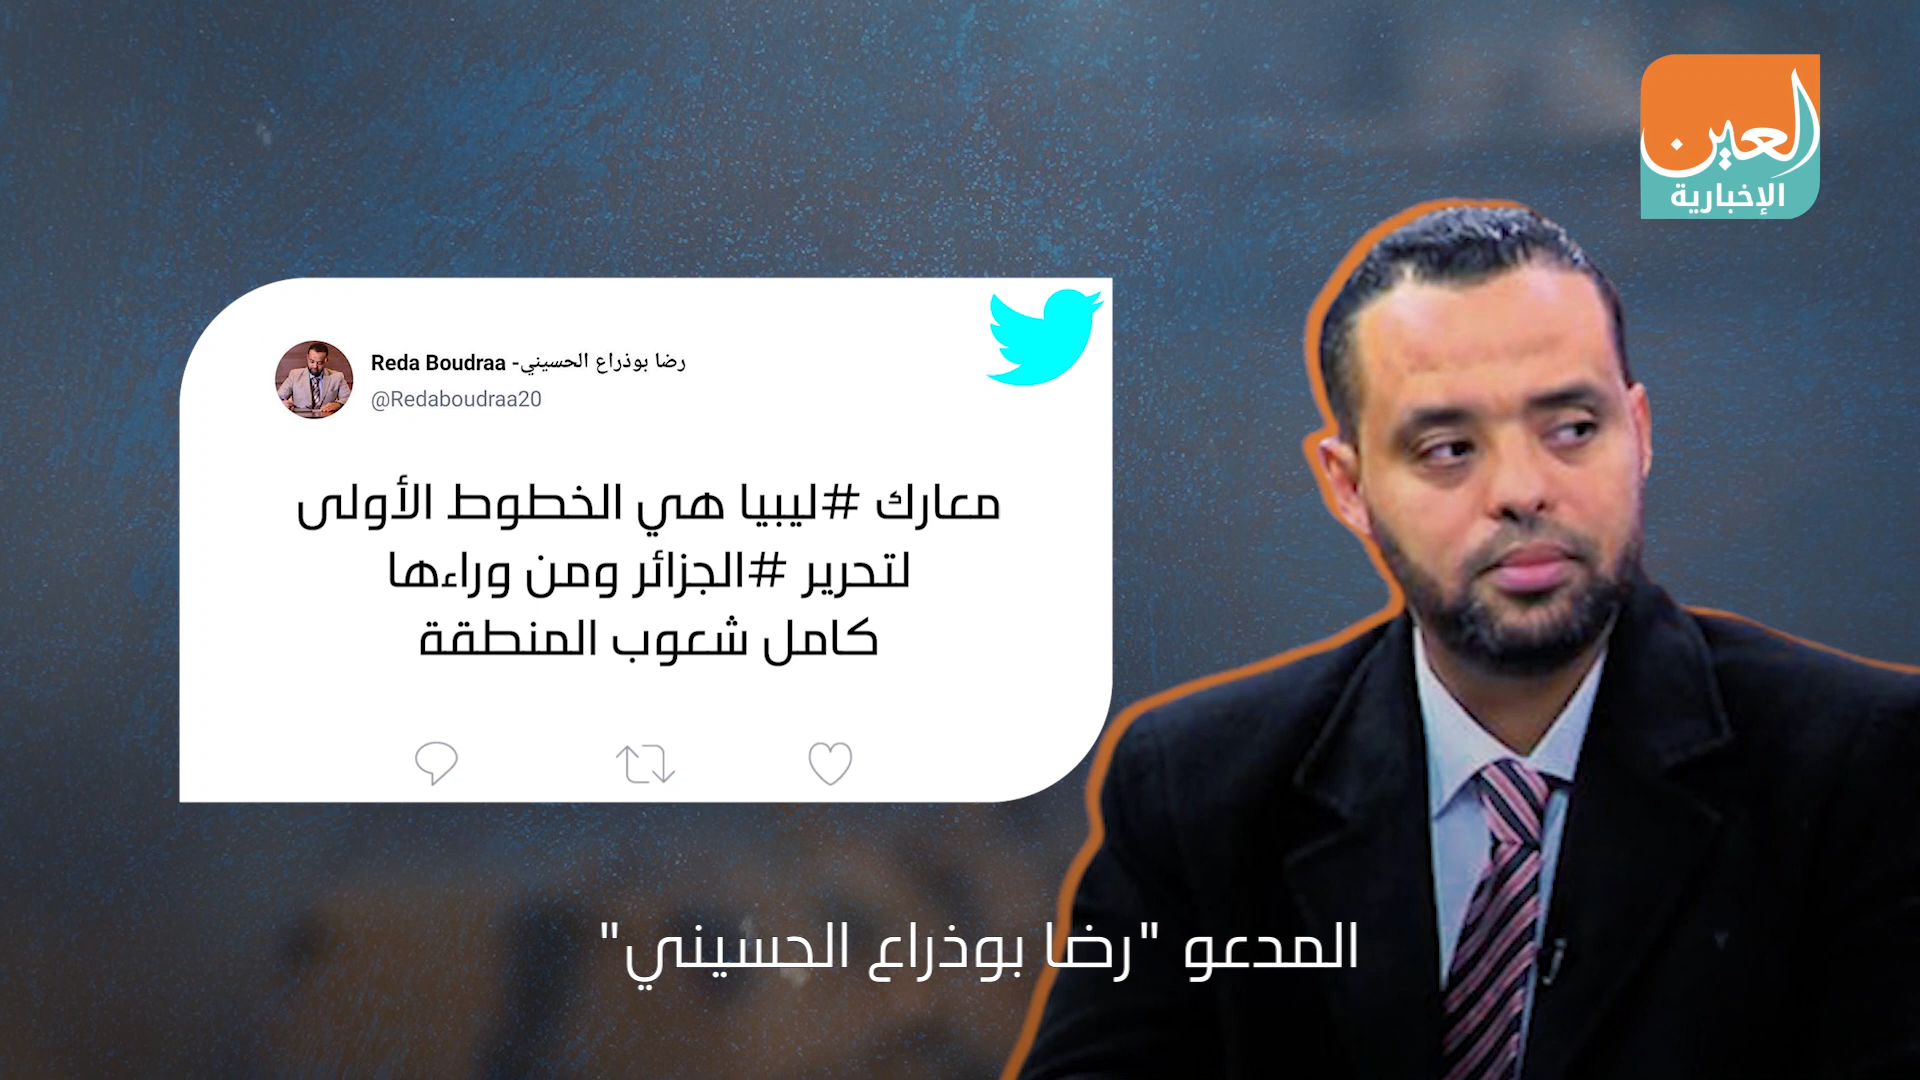 العين
الإخبارية
Reda Boudraa -رضا بوذراع الحسيني
@Redaboudraa20
معارك #ليبيا هي الخطوط الأولى
لتحرير #الجزائر ومن وراءها
كامل شعوب المنطقة
المدعو "رضا بوذراع الحسيني"